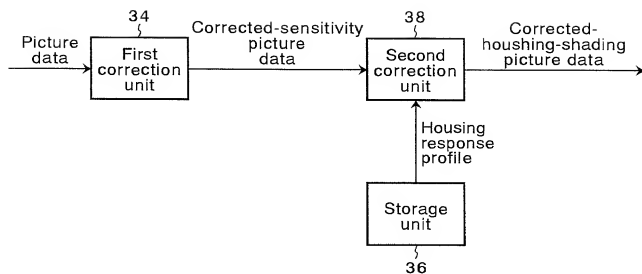 34
Picture
data
First
correction
unit
Corrected-sensitivity
picture
data
38
Second
correction
unit
Corrected-
houshing-shading
picture data
Housing
response
profile
Storage
unit
36